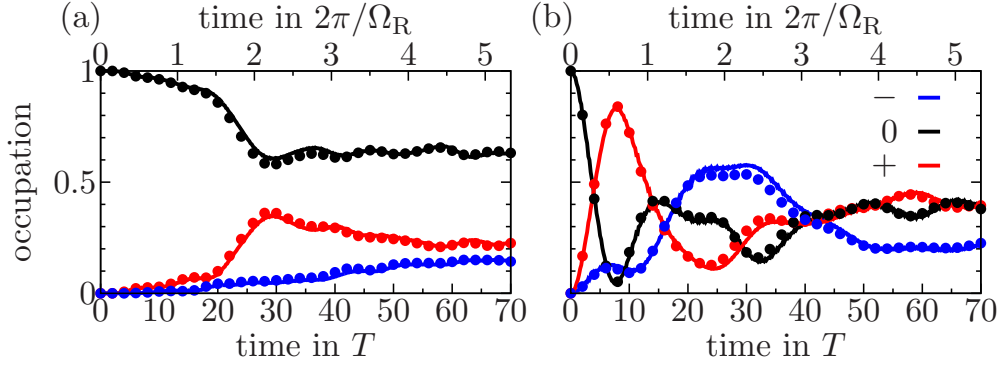 (a) time in 2π/Ω_R (b) time in 2π/Ω_R
0 1 2 3 4 5 0 1 2 3 4 5
occupation
1
0.5
0
−
0
+
0 10 20 30 40 50 60 70 0 10 20 30 40 50 60 70
time in T time in T